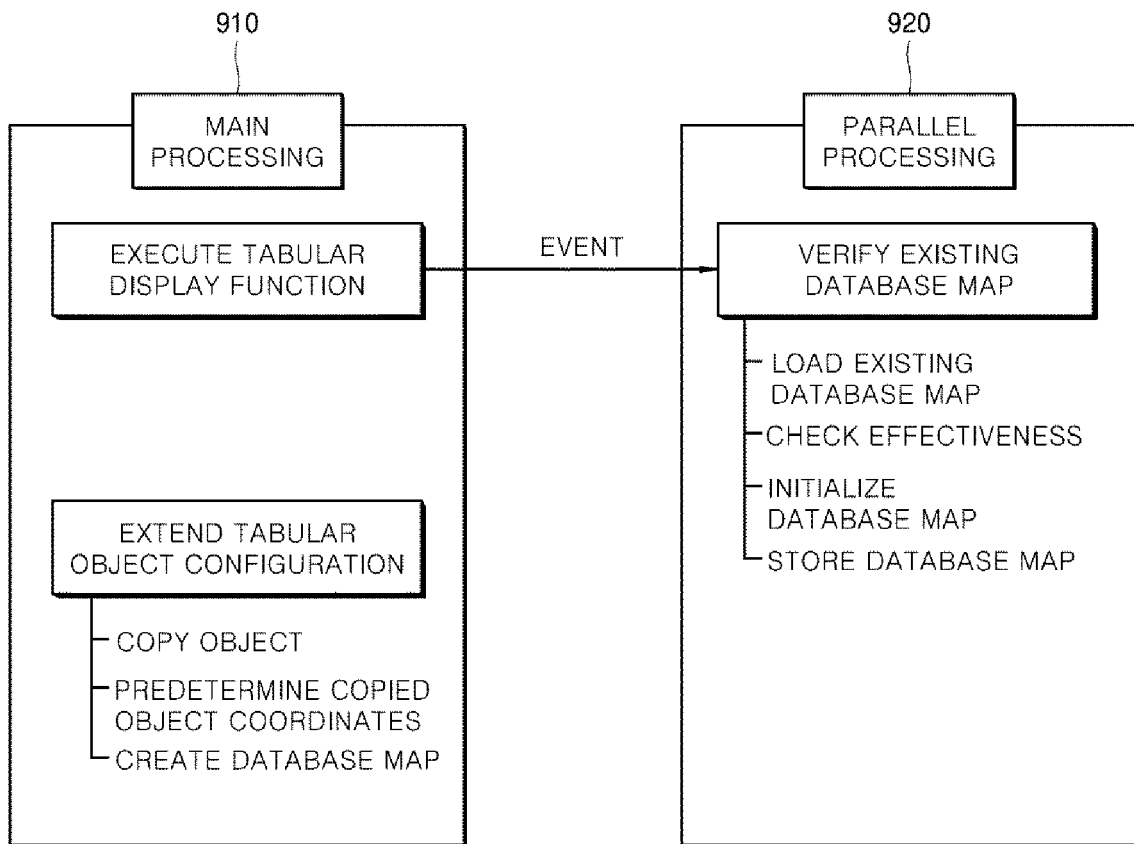 910
MAIN
PROCESSING
EXECUTE TABULAR
DISPLAY FUNCTION
EXTEND TABULAR
OBJECT CONFIGURATION
COPY OBJECT
PREDETERMINE COPIED
OBJECT COORDINATES
CREATE DATABASE MAP
EVENT
920
PARALLEL
PROCESSING
VERIFY EXISTING
DATABASE MAP
LOAD EXISTING
DATABASE MAP
CHECK EFFECTIVENESS
INITIALIZE
DATABASE MAP
STORE DATABASE MAP